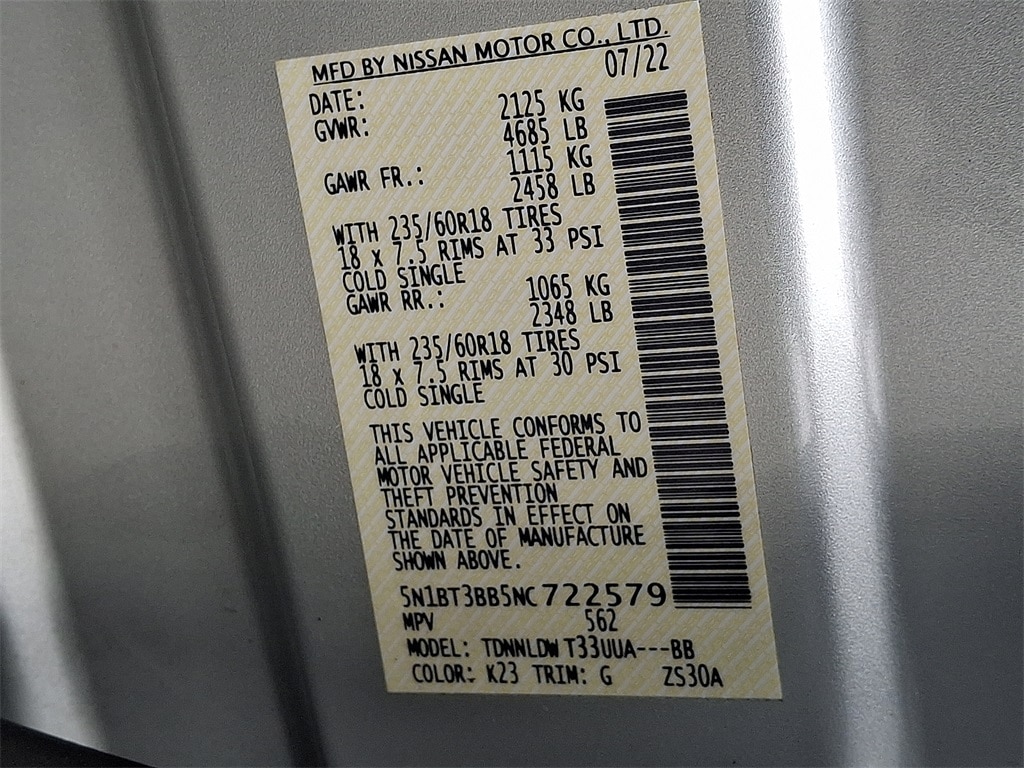 MFD BY NISSAN MOTOR CO., LTD.
DATE: 07/22
GVWR: 2125 KG
4685 LB
GAWR FR.: 1115 KG
2458 LB
WITH 235/60R18 TIRES
18 x 7.5 RIMS AT 33 PSI
COLD SINGLE
GAWR RR.: 1065 KG
2348 LB
WITH 235/60R18 TIRES
18 x 7.5 RIMS AT 30 PSI
COLD SINGLE
THIS VEHICLE CONFORMS TO
ALL APPLICABLE FEDERAL
MOTOR VEHICLE SAFETY AND
THEFT PREVENTION
STANDARDS IN EFFECT ON
THE DATE OF MANUFACTURE
SHOWN ABOVE.
5N1BT3BB5NC722579
MPV 562
MODEL: TDNNLDW T33UUA---BB
COLOR: K23 TRIM: G ZS30A